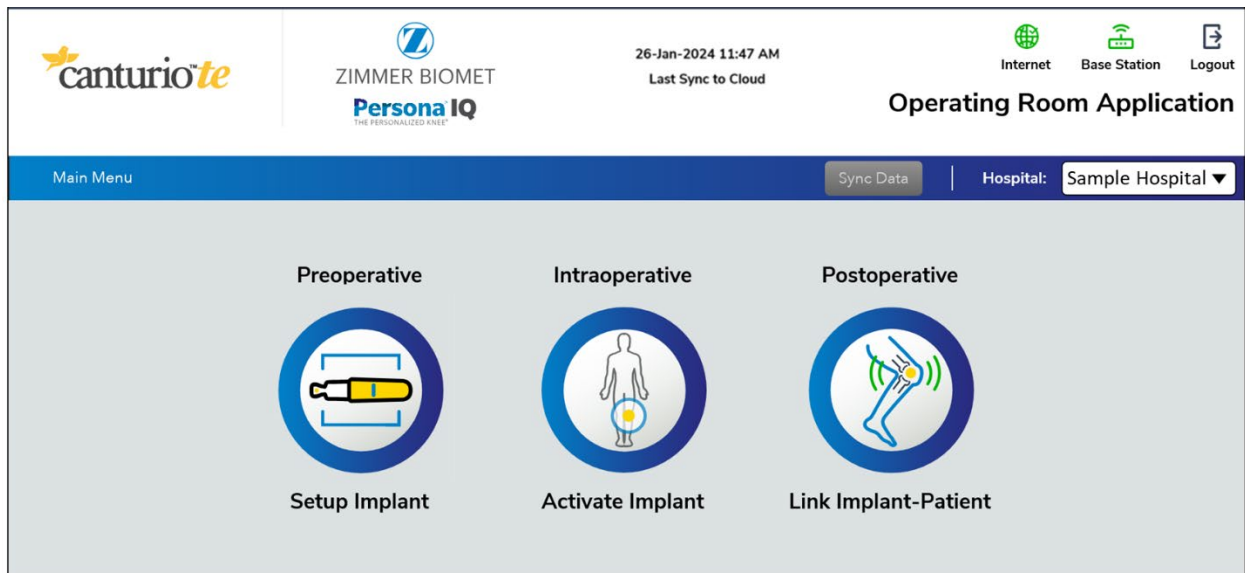 canturio™te
ZIMMER BIOMET
Persona IQ
THE PERSONALIZED KNEE®
26-Jan-2024 11:47 AM
Last Sync to Cloud
Internet
Base Station
Logout
Operating Room Application
Main Menu
Sync Data
Hospital:
Sample Hospital
Preoperative
Intraoperative
Postoperative
Setup Implant
Activate Implant
Link Implant-Patient